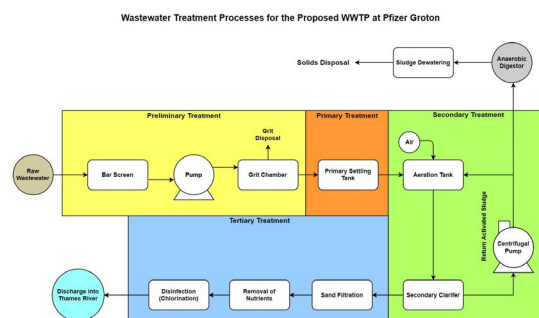 Wastewater Treatment Processes for the Proposed WWTP at Pfizer Groton
Solids Disposal
Sludge Dewatering
Anaerobic
Digestor
Preliminary Treatment
Primary Treatment
Secondary Treatment
Grit
Disposal
Air
Raw
Wastewater
Bar Screen
Pump
Grit Chamber
Primary Settling
Tank
Aeration Tank
Return Activated Sludge
Centrifugal
Pump
Tertiary Treatment
Discharge into
Thames River
Disinfection
(Chlorination)
Removal of
Nutrients
Sand Filtration
Secondary Clarifer